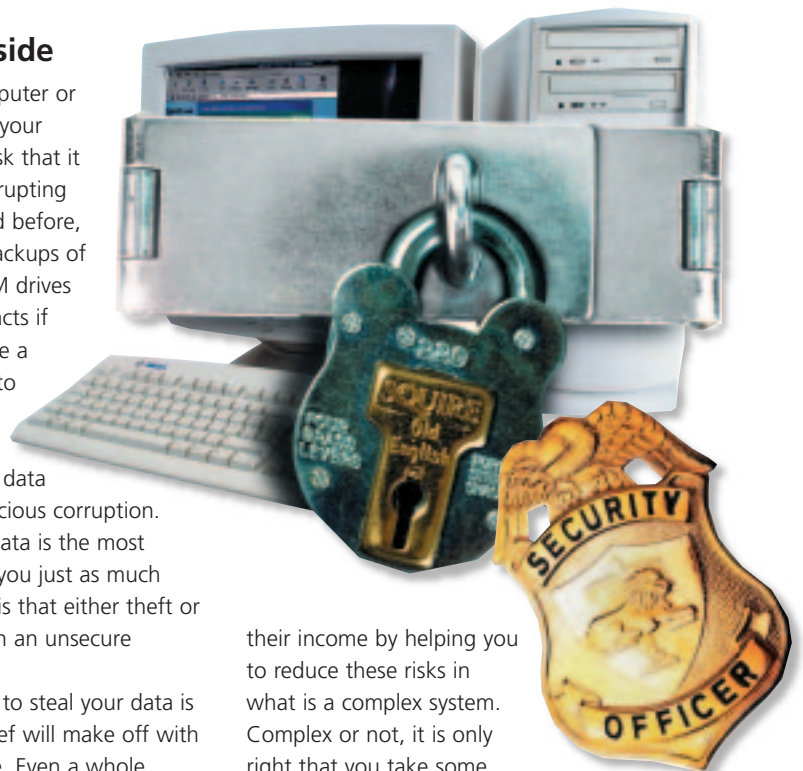 side
puter or
your
sk that it
rupting
d before,
ackups of
M drives
cts if
e a
to
data
cious corruption.
ata is the most
you just as much
is that either theft or
n an unsecure
to steal your data is
ef will make off with
e. Even a whole
their income by helping you
to reduce these risks in
what is a complex system.
Complex or not, it is only
right that you take some
SQUIRE
Old
English
LEVERS
SECURITY
OFFICER